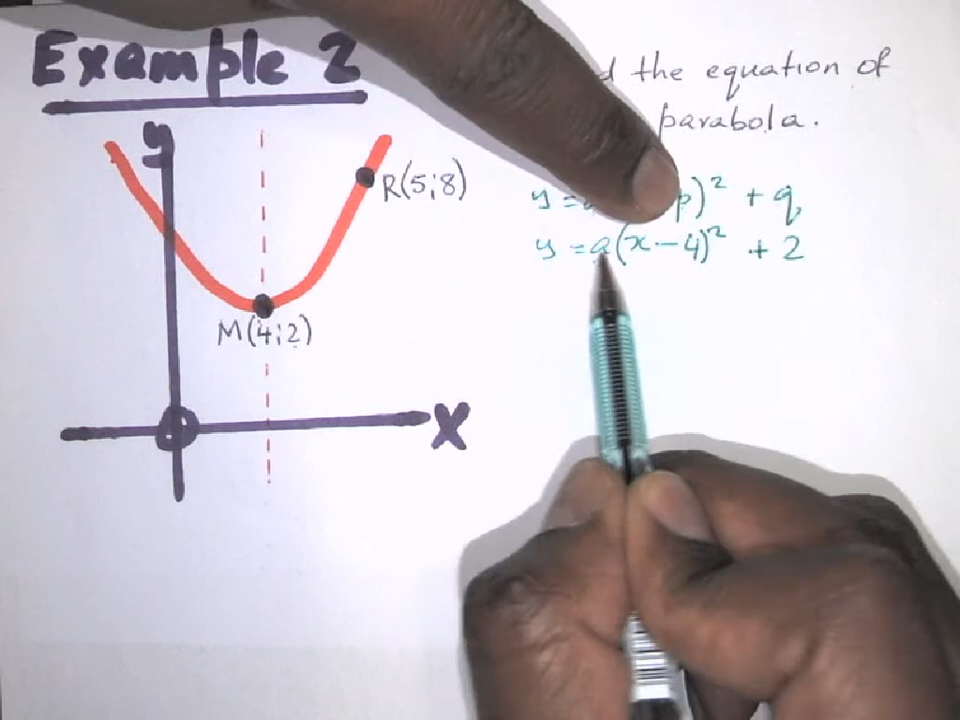 Example 2
the equation of
parabola.
y = p)² + q
y = a(x - 4)² + 2
y
R(5;8)
M(4;2)
x